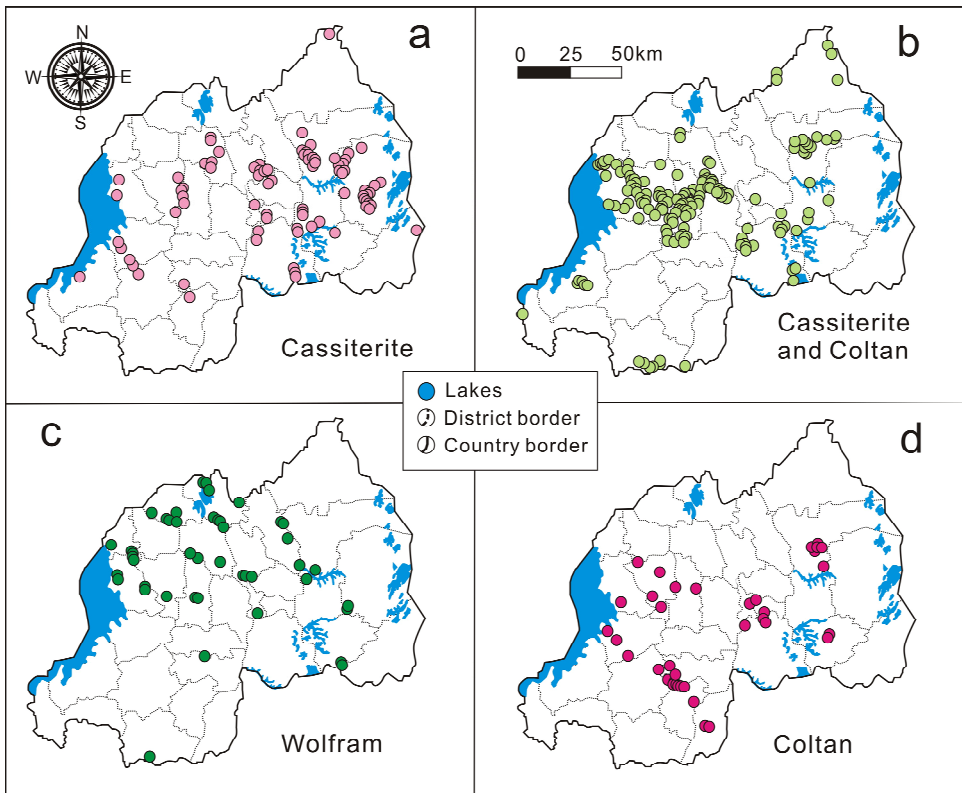 a
N
W E
S
Cassiterite
b
0 25 50km
Cassiterite
and Coltan
Lakes
District border
Country border
c
Wolfram
d
Coltan